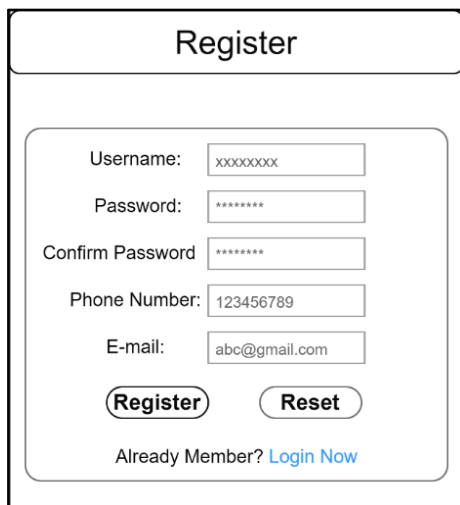 Register
Username: xxxxxxxx
Password: ********
Confirm Password ********
Phone Number: 123456789
E-mail: abc@gmail.com
Register Reset
Already Member? Login Now